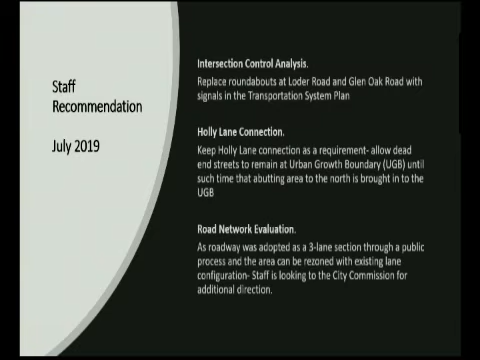 Staff
Recommendation
July 2019
Intersection Control Analysis.
Replace roundabouts at Loder Road and Glen Oak Road with
signals in the Transportation System Plan
Holly Lane Connection.
Keep Holly Lane connection as a requirement- allow dead
end streets to remain at Urban Growth Boundary (UGB) until
such time that abutting area to the north is brought in to the
UGB
Road Network Evaluation.
As roadway was adopted as a 3-lane section through a public
process and the area can be rezoned with existing lane
configuration- Staff is looking to the City Commission for
additional direction.